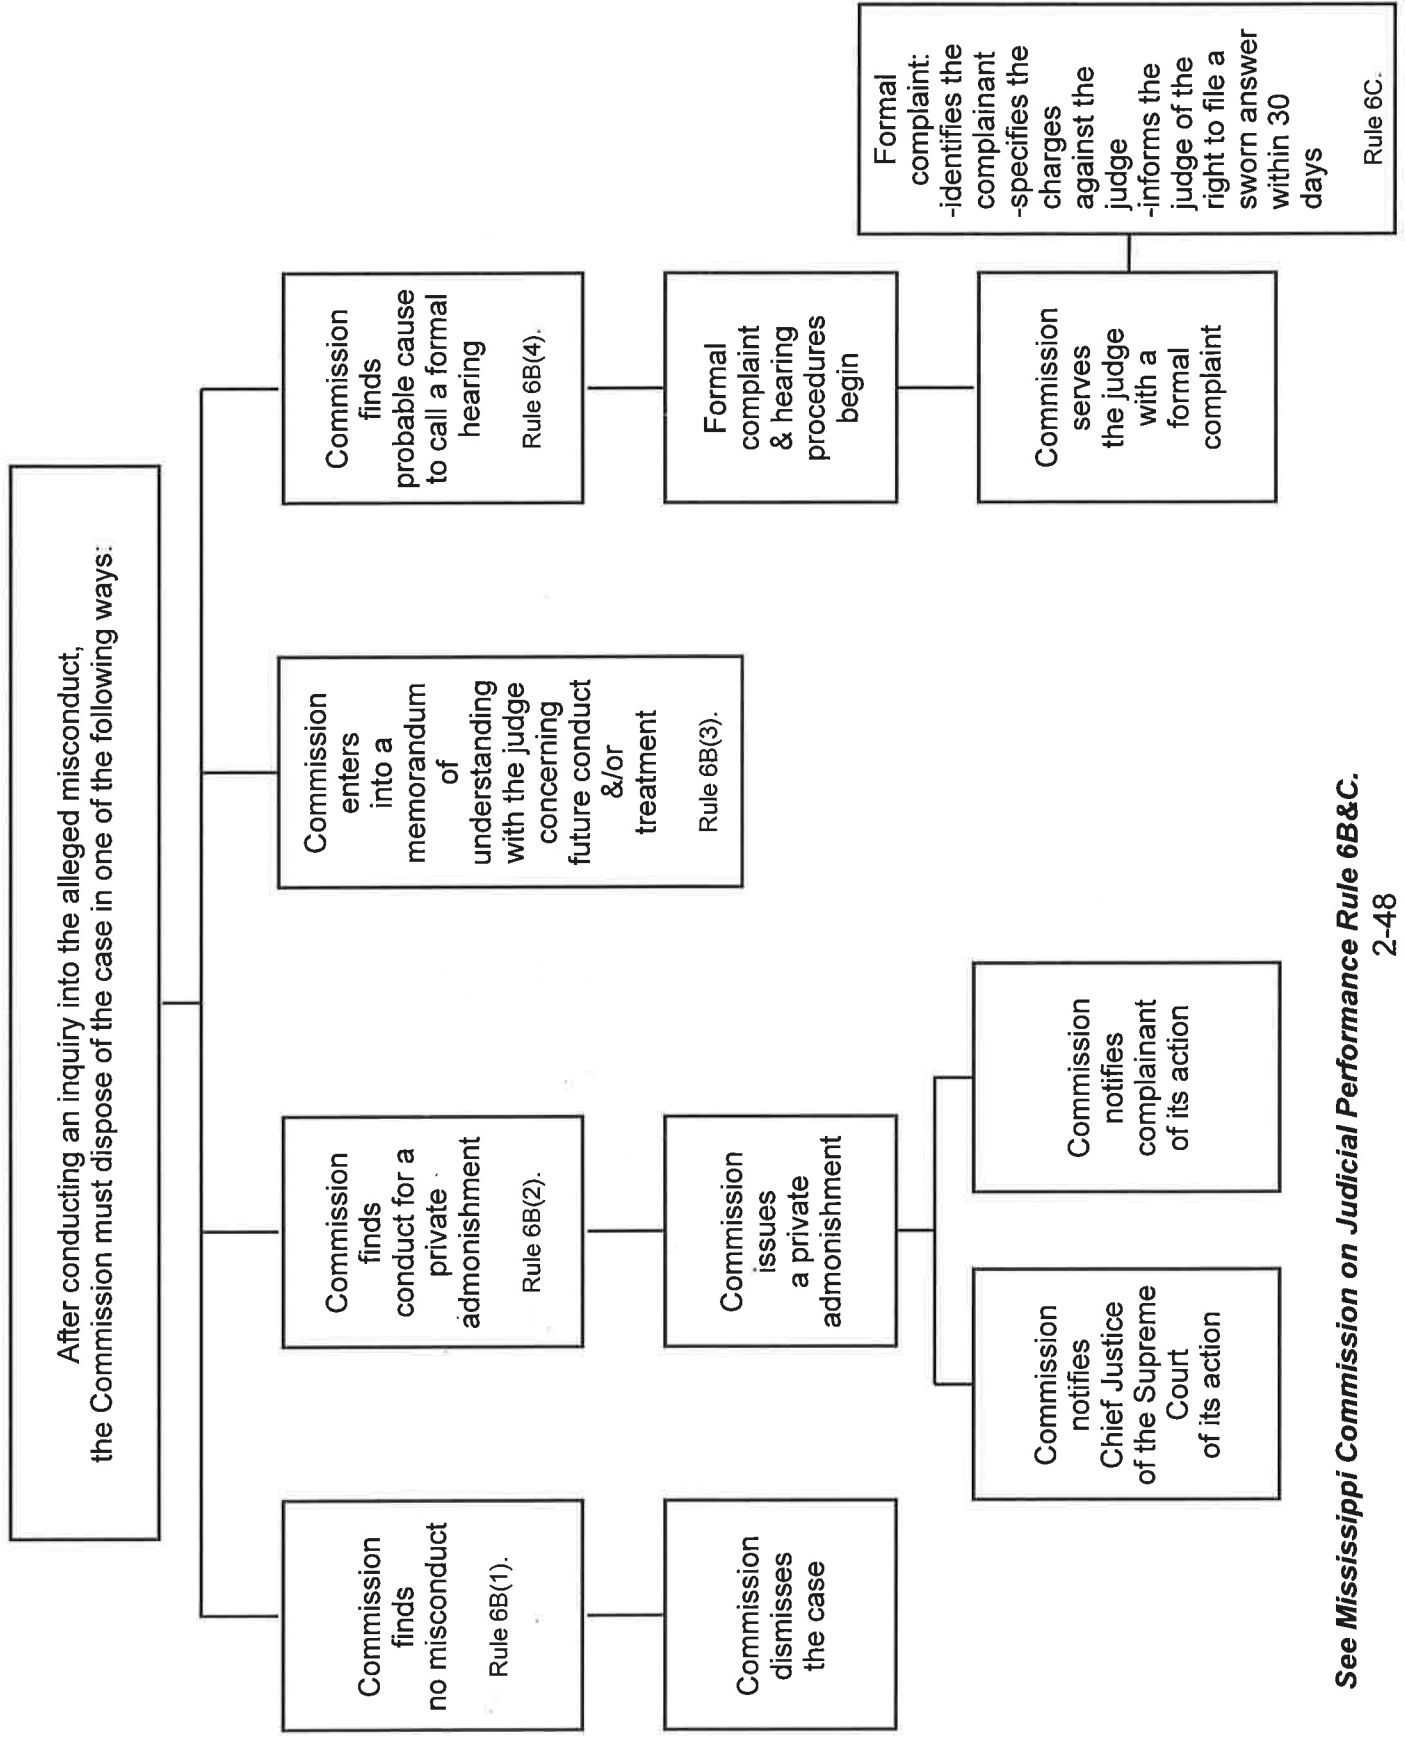 After conducting an inquiry into the alleged misconduct,
the Commission must dispose of the case in one of the following ways:
Commission
finds
no misconduct
Rule 6B(1).
Commission
dismisses
the case
Commission
finds
conduct for a
private
admonishment
Rule 6B(2).
Commission
issues
a private
admonishment
Commission
notifies
Chief Justice
of the Supreme
Court
of its action
Commission
notifies
complainant
of its action
Commission
enters
into a
memorandum
of
understanding
with the judge
concerning
future conduct
&/or
treatment
Rule 6B(3).
Commission
finds
probable cause
to call a formal
hearing
Rule 6B(4).
Formal
complaint
& hearing
procedures
begin
Commission
serves
the judge
with a
formal
complaint
Formal
complaint:
-identifies the
complainant
-specifies the
charges
against the
judge
-informs the
judge of the
right to file a
sworn answer
within 30
days
Rule 6C.
See Mississippi Commission on Judicial Performance Rule 6B&C.
2-48